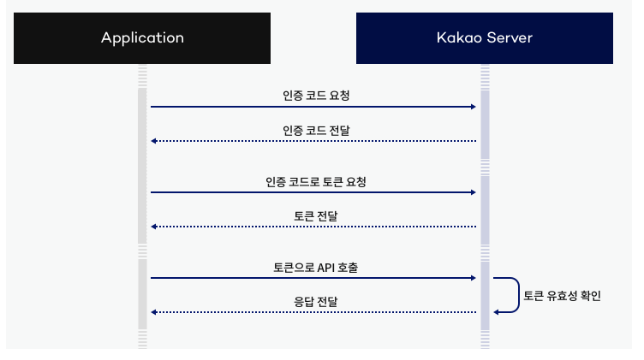 Application
Kakao Server
인증 코드 요청
인증 코드 전달
인증 코드로 토큰 요청
토큰 전달
토큰으로 API 호출
토큰 유효성 확인
응답 전달